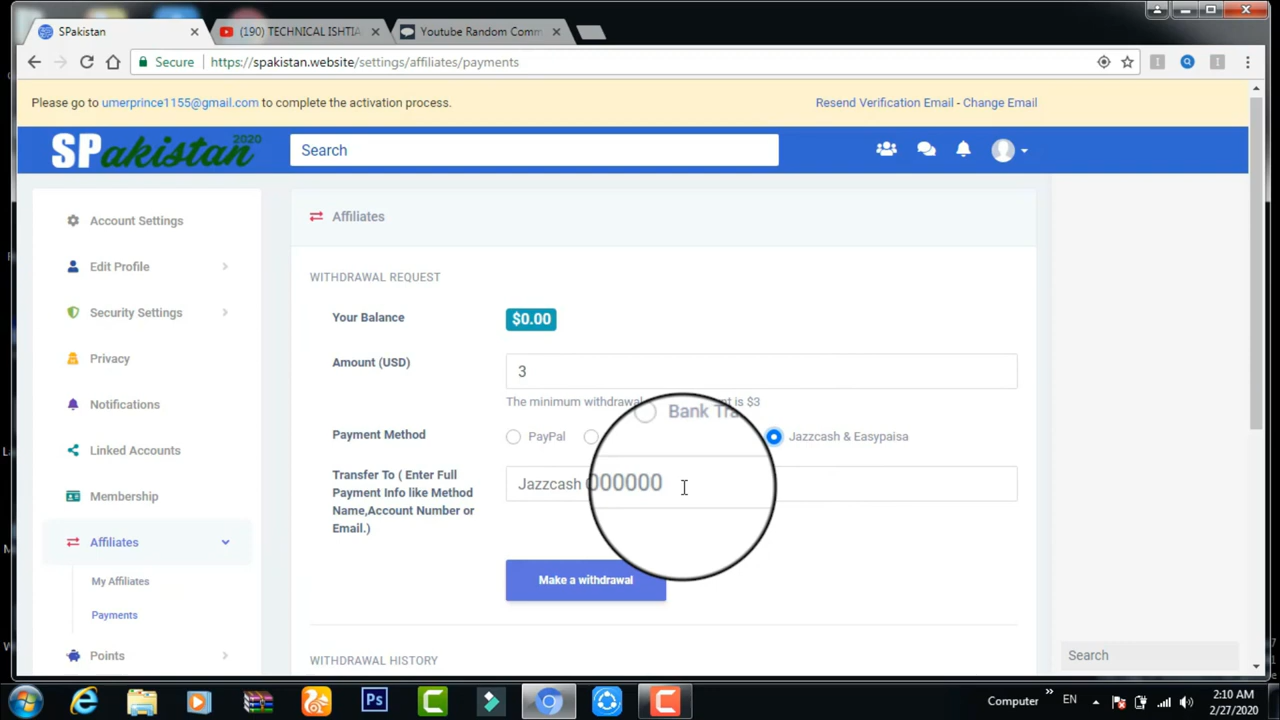 SPakistan
(190) TECHNICAL ISHTIA
Youtube Random Comm
Secure
https://spakistan.website/settings/affiliates/payments
Please go to umerprince1155@gmail.com to complete the activation process.
Resend Verification Email - Change Email
SPakistan 2020
Search
Account Settings
Edit Profile
Security Settings
Privacy
Notifications
Linked Accounts
Membership
Affiliates
My Affiliates
Payments
Points
Affiliates
WITHDRAWAL REQUEST
Your Balance
$0.00
Amount (USD)
3
The minimum withdrawal
nt is $3
Bank Tra
Payment Method
PayPal
Jazzcash & Easypaisa
Transfer To ( Enter Full
Payment Info like Method
Name,Account Number or
Email.)
Jazzcash 000000
Make a withdrawal
WITHDRAWAL HISTORY
Search
Ps
Computer
EN
2:10 AM
2/27/2020